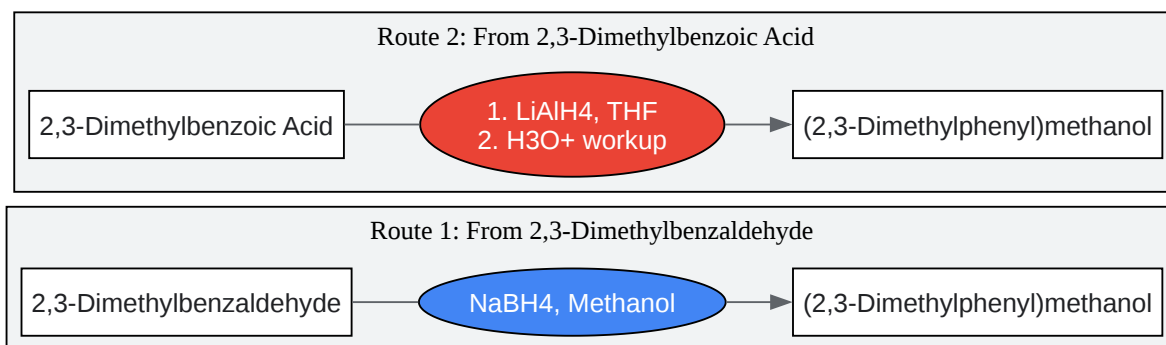 Route 2: From 2,3-Dimethylbenzoic Acid
2,3-Dimethylbenzoic Acid
1. LiAlH4, THF
2. H3O+ workup
(2,3-Dimethylphenyl)methanol
Route 1: From 2,3-Dimethylbenzaldehyde
2,3-Dimethylbenzaldehyde
NaBH4, Methanol
(2,3-Dimethylphenyl)methanol